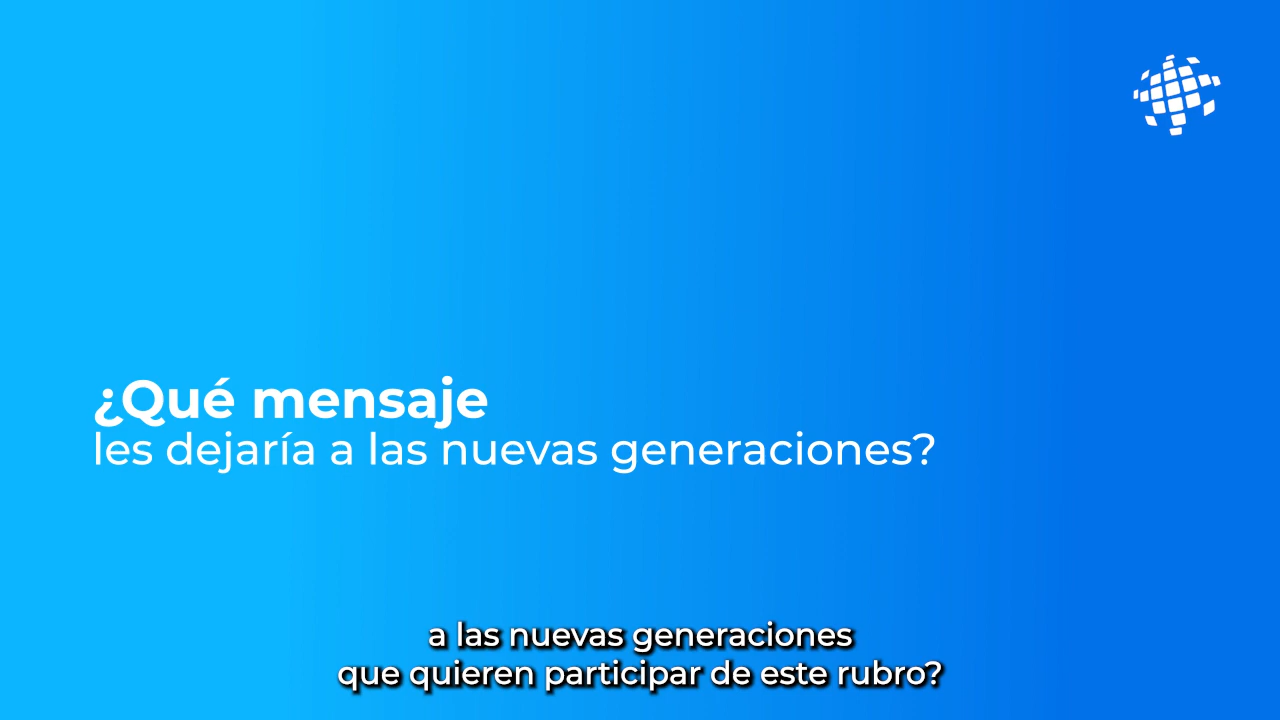 ¿Qué mensaje
les dejaría a las nuevas generaciones?
a las nuevas generaciones
que quieren participar de este rubro?